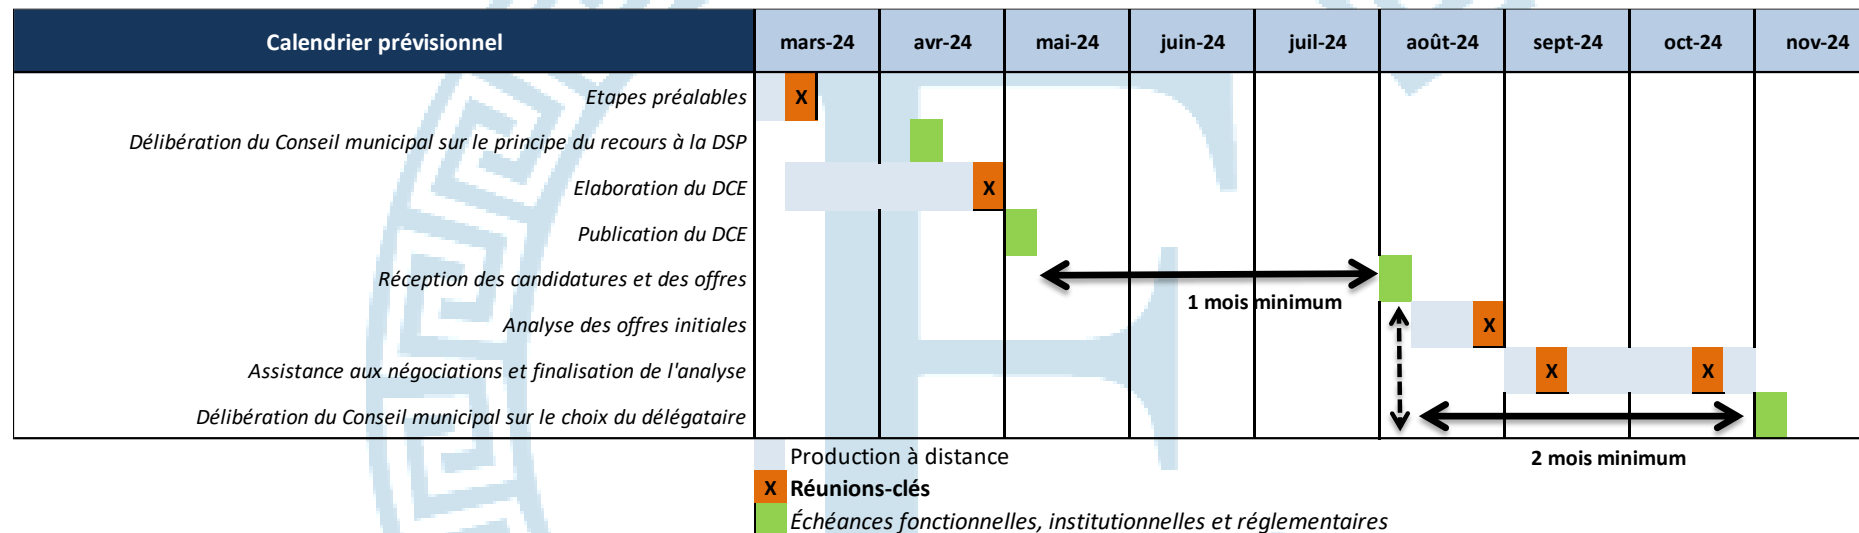 Calendrier prévisionnel mars-24 avr-24 mai-24 juin-24 juil-24 août-24 sept-24 oct-24 nov-24
Etapes préalables X
Délibération du Conseil municipal sur le principe du recours à la DSP
Elaboration du DCE X
Publication du DCE
Réception des candidatures et des offres
1 mois minimum
Analyse des offres initiales X
Assistance aux négociations et finalisation de l'analyse X X
Délibération du Conseil municipal sur le choix du délégataire
Production à distance
2 mois minimum
X Réunions-clés
Échéances fonctionnelles, institutionnelles et réglementaires